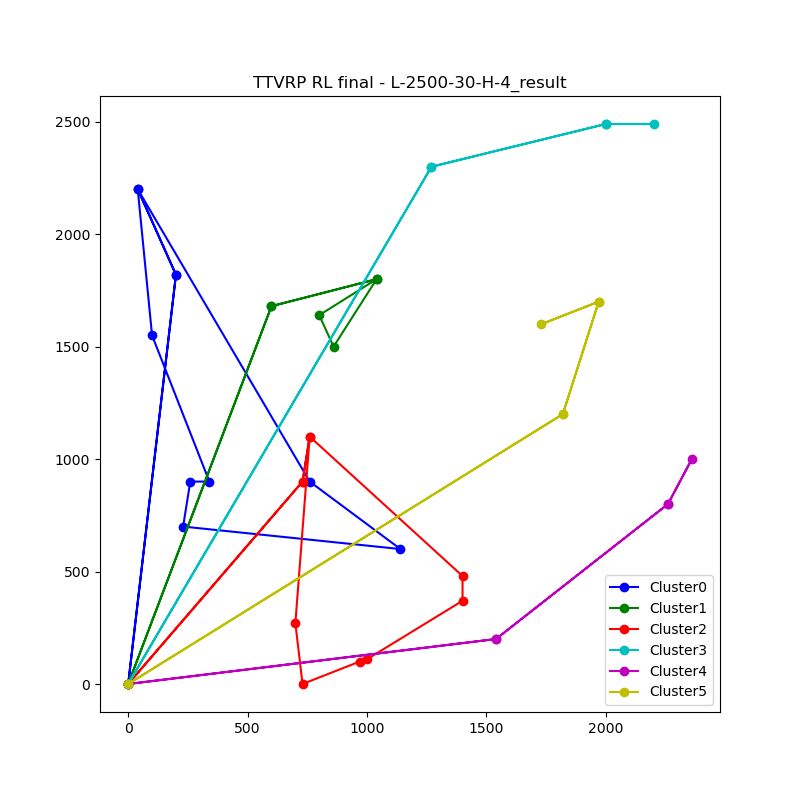 TTVRP RL final - L-2500-30-H-4_result
2500
2000
1500
1000
500
0
0
500
1000
1500
2000
Cluster0
Cluster1
Cluster2
Cluster3
Cluster4
Cluster5